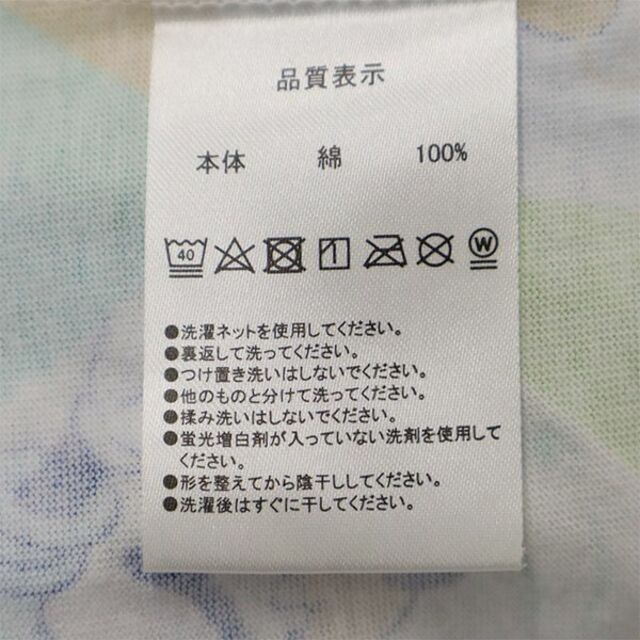 品質表示
本体 綿 100%
40 W
●洗濯ネットを使用してください。
●裏返して洗ってください。
●つけ置き洗いはしないでください。
●他のものと分けて洗ってください。
●揉み洗いはしないでください。
●蛍光増白剤が入っていない洗剤を使用して
ください。
●形を整えてから陰干ししてください。
●洗濯後はすぐに干してください。